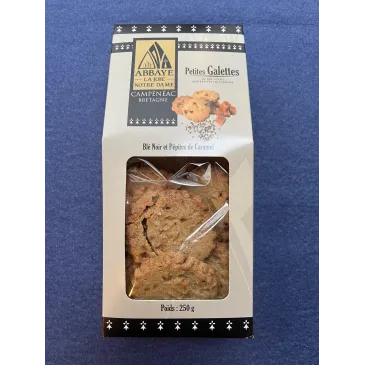 ABBAYE
LA JOIE
NOTRE DAME
CAMPÉNÉAC
BRETAGNE
Petites Galettes
Blé Noir et Pépites de Caramel
Poids : 250 g